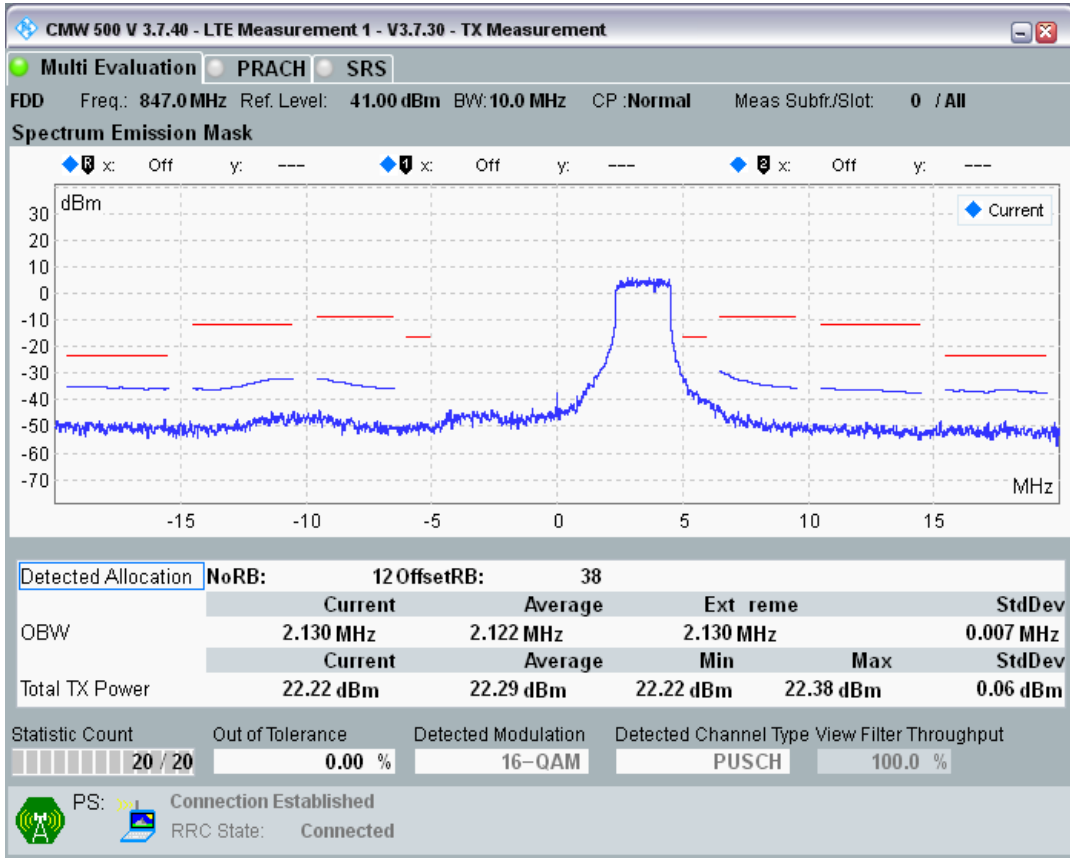 CMW 500 V 3.7.40 - LTE Measurement 1 - V3.7.30 - TX Measurement
Multi Evaluation PRACH SRS
FDD Freq.: 847.0 MHz Ref. Level: 41.00 dBm BW: 10.0 MHz CP :Normal Meas Subfr./Slot: 0 / All
Spectrum Emission Mask
R x: Off y: --- 1 x: Off y: --- 2 x: Off y: ---
dBm
Current
30
20
10
0
-10
-20
-30
-40
-50
-60
-70
MHz
-15 -10 -5 0 5 10 15
Detected Allocation NoRB: 12 OffsetRB: 38
Current Average Ext reme StdDev
OBW 2.130 MHz 2.122 MHz 2.130 MHz 0.007 MHz
Current Average Min Max StdDev
Total TX Power 22.22 dBm 22.29 dBm 22.22 dBm 22.38 dBm 0.06 dBm
Statistic Count Out of Tolerance Detected Modulation Detected Channel Type View Filter Throughput
20 / 20 0.00 % 16-QAM PUSCH 100.0 %
PS: Connection Established
RRC State: Connected